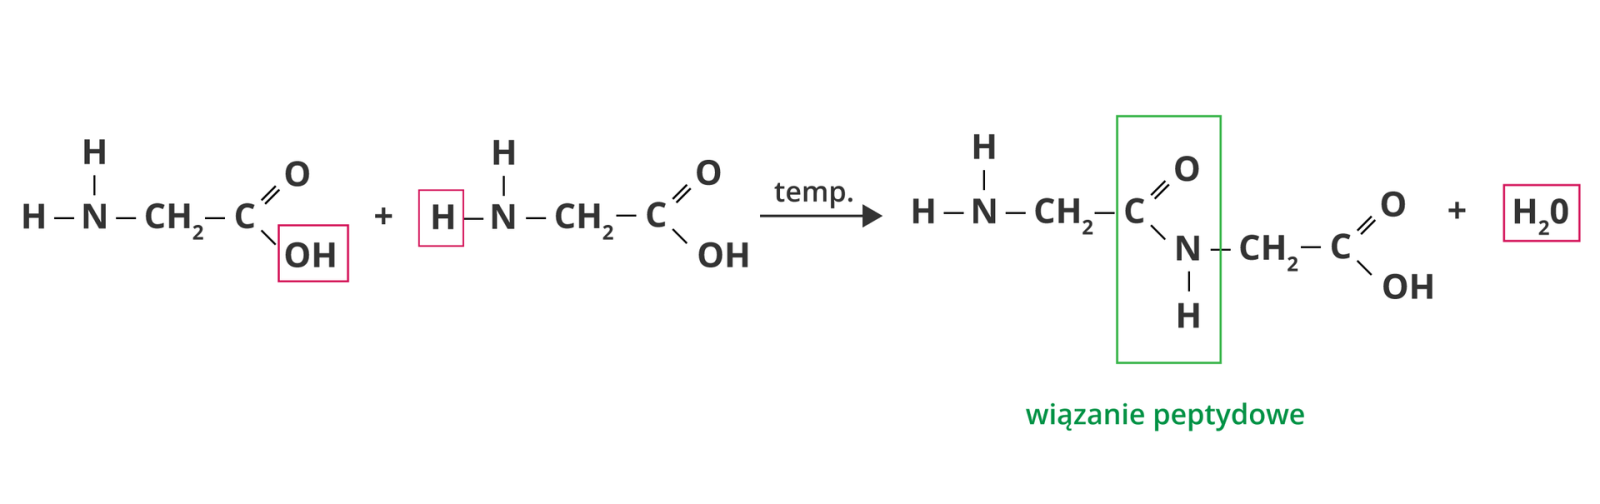 H – N – CH₂ – C
H
O
OH
+
H – N – CH₂ – C
H
O
OH
temp.
H – N – CH₂ – C
H
O
N – CH₂ – C
H
O
OH
+
H₂0
wiązanie peptydowe